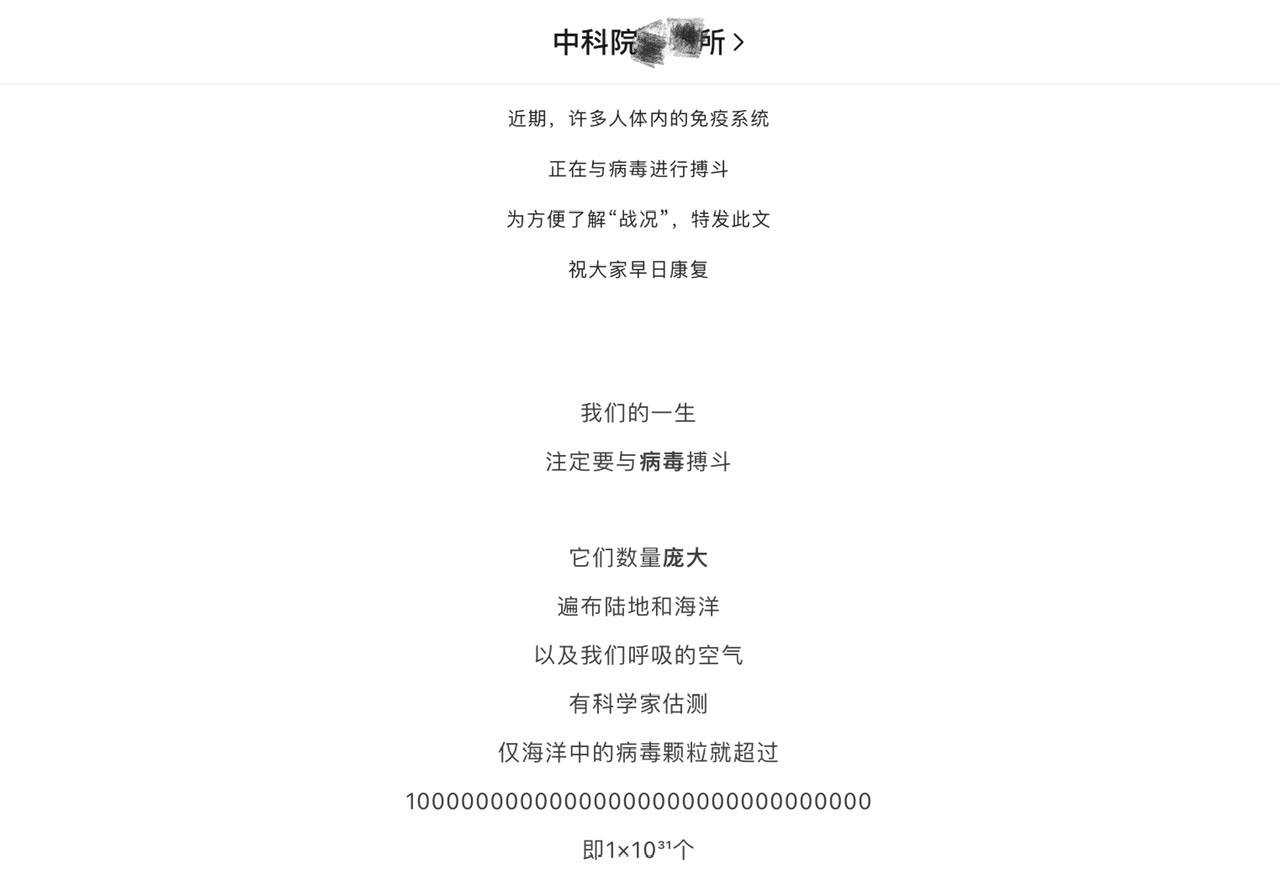 中科院 所 >
近期，许多人体内的免疫系统
正在与病毒进行搏斗
为方便了解“战况”，特发此文
祝大家早日康复
我们的一生
注定要与病毒搏斗
它们数量庞大
遍布陆地和海洋
以及我们呼吸的空气
有科学家估测
仅海洋中的病毒颗粒就超过
10000000000000000000000000000000
即1×10³¹个